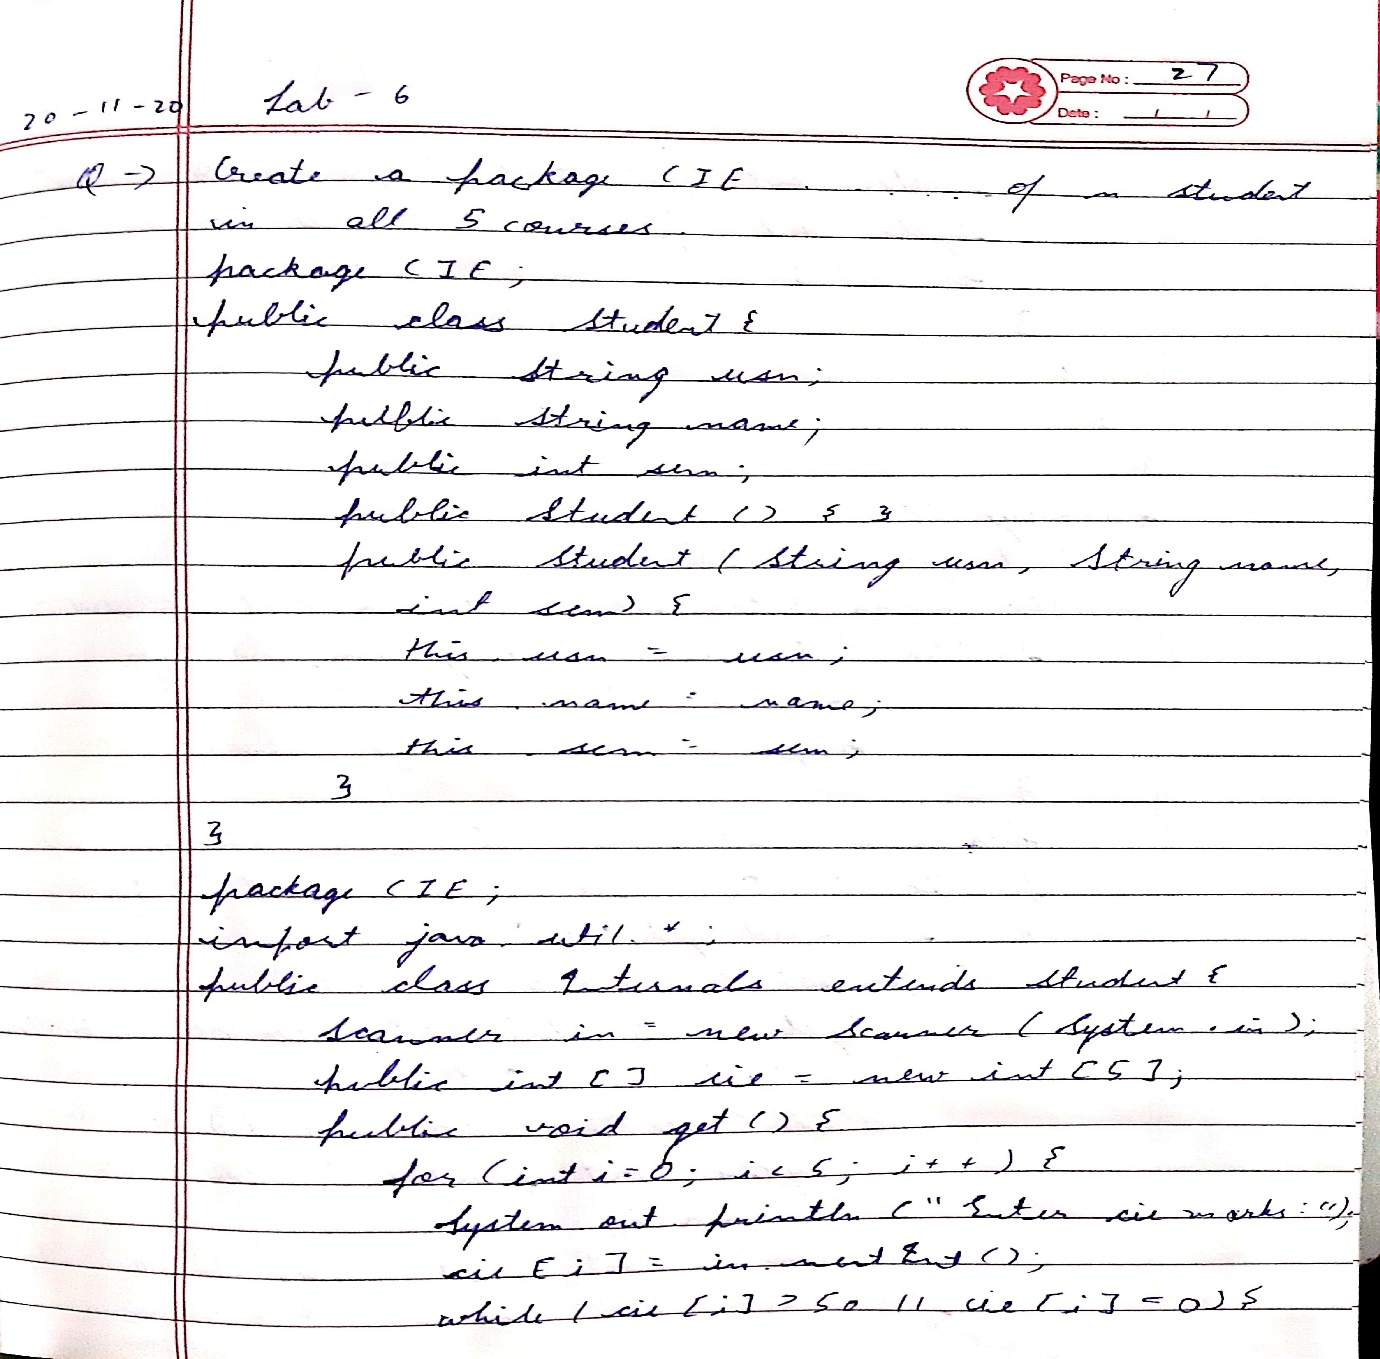 Page No : 27
Date :
20-11-20 Lab - 6
Q → Create a package CIE .......... of n student
in all 5 courses.
package CIE;
public class Student {
public String usn;
public String name;
public int sem;
public Student () { }
public Student ( String usn, String name,
int sem) {
this . usn = usn;
this . name = name;
this . sem = sem;
}
}
package CIE;
import java. util. * ;
public class Internals extends Student {
Scanner in = new Scanner ( System . in );
public int [ ] cie = new int [5];
public void get () {
for (int i=0; i<5; i++) {
System out. println (" Enter cie marks : ");
cie [i] = in. next Int ();
while ( cie [i] > 50 || cie [i] < 0) {